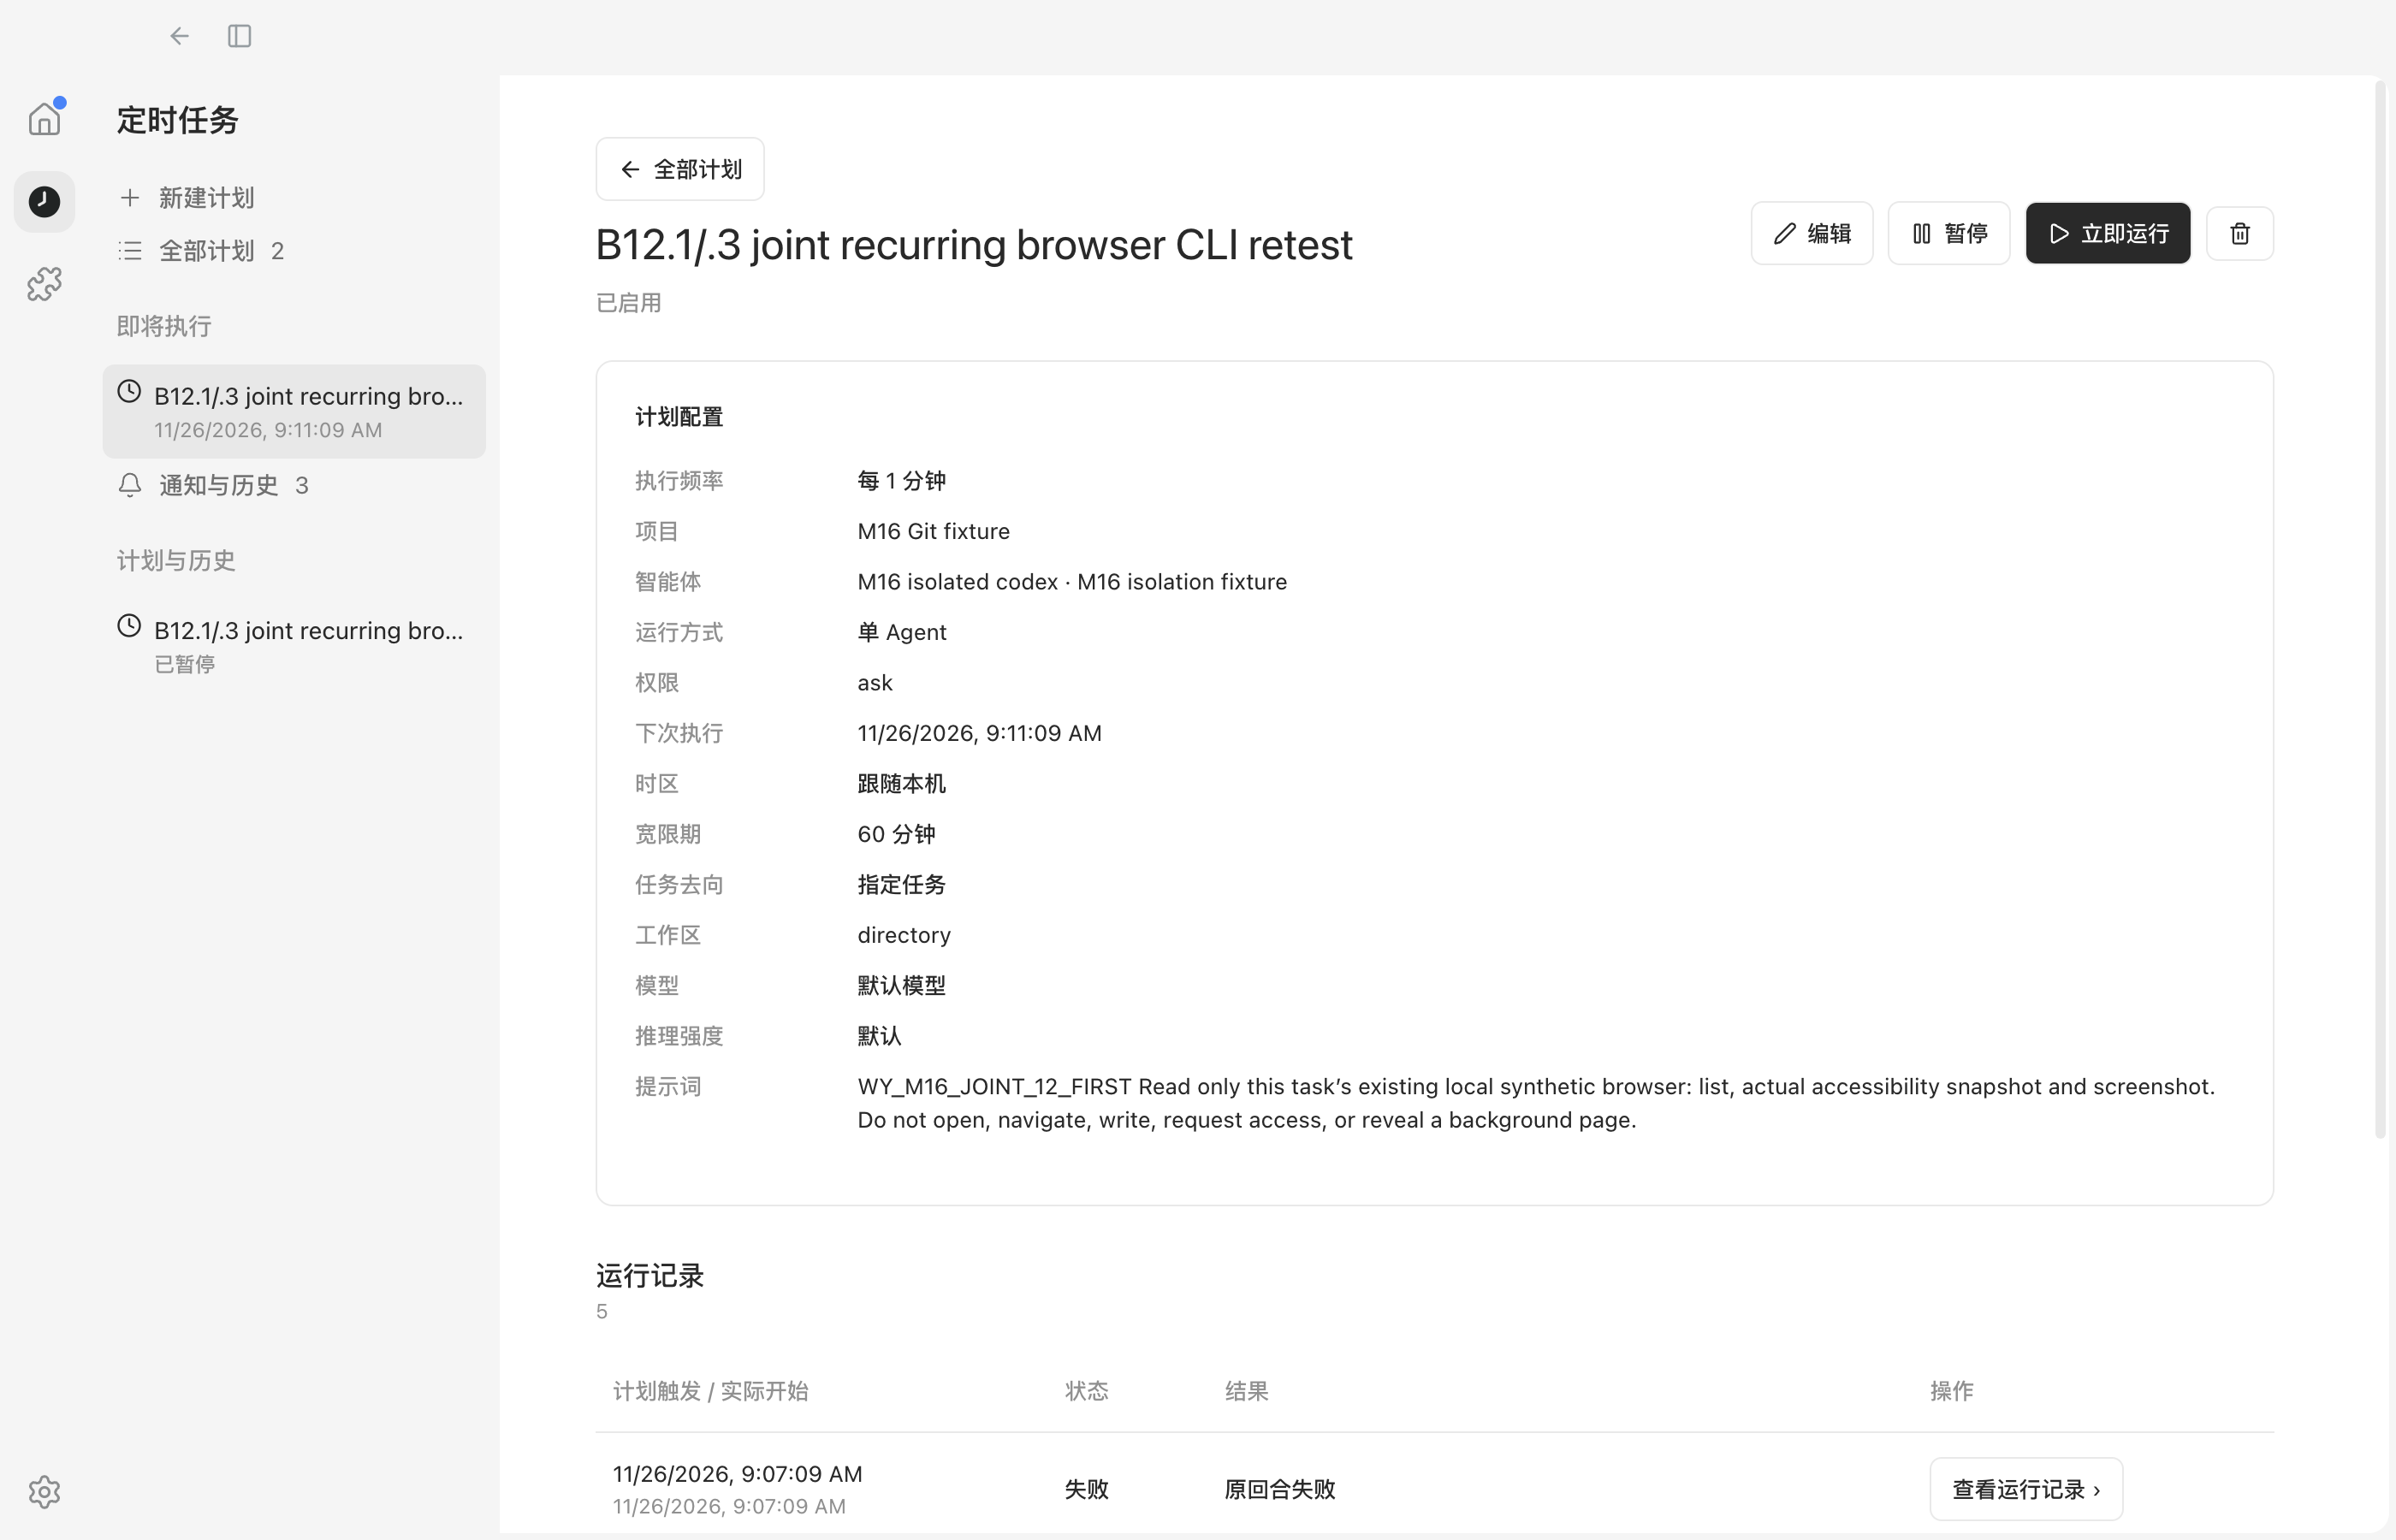 定时任务
新建计划
全部计划 2
即将执行
B12.1/.3 joint recurring bro...
11/26/2026, 9:11:09 AM
通知与历史 3
计划与历史
B12.1/.3 joint recurring bro...
已暂停
全部计划
B12.1/.3 joint recurring browser CLI retest
已启用
编辑
暂停
立即运行
计划配置
执行频率 每 1 分钟
项目 M16 Git fixture
智能体 M16 isolated codex · M16 isolation fixture
运行方式 单 Agent
权限 ask
下次执行 11/26/2026, 9:11:09 AM
时区 跟随本机
宽限期 60 分钟
任务去向 指定任务
工作区 directory
模型 默认模型
推理强度 默认
提示词 WY_M16_JOINT_12_FIRST Read only this task’s existing local synthetic browser: list, actual accessibility snapshot and screenshot.
Do not open, navigate, write, request access, or reveal a background page.
运行记录
5
计划触发 / 实际开始 状态 结果 操作
11/26/2026, 9:07:09 AM
11/26/2026, 9:07:09 AM
失败 原回合失败 查看运行记录 ›